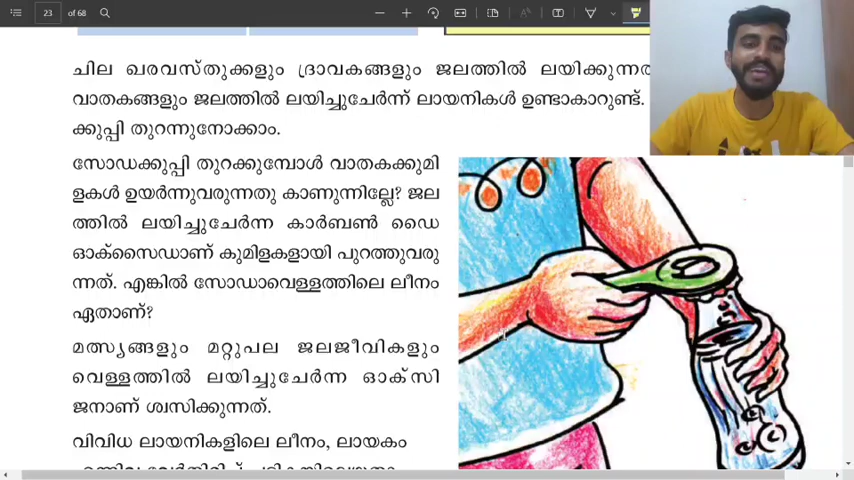 23 of 68
ചില ഖരവസ്തുക്കളും ദ്രാവകങ്ങളും ജലത്തിൽ ലയിക്കുന്നത
വാതകങ്ങളും ജലത്തിൽ ലയിച്ചുചേർന്ന് ലായനികൾ ഉണ്ടാകാറുണ്ട്.
ക്കുപ്പി തുറന്നുനോക്കാം.
സോഡക്കുപ്പി തുറക്കുമ്പോൾ വാതകക്കുമി
ളകൾ ഉയർന്നുവരുന്നതു കാണുന്നില്ലേ? ജല
ത്തിൽ ലയിച്ചുചേർന്ന കാർബൺ ഡൈ
ഓക്സൈഡാണ് കുമിളകളായി പുറത്തുവരു
ന്നത്. എങ്കിൽ സോഡാവെള്ളത്തിലെ ലീനം
ഏതാണ്?
മത്സ്യങ്ങളും മറ്റുപല ജലജീവികളും
വെള്ളത്തിൽ ലയിച്ചുചേർന്ന ഓക്സി
ജനാണ് ശ്വസിക്കുന്നത്.
വിവിധ ലായനികളിലെ ലീനം, ലായകം